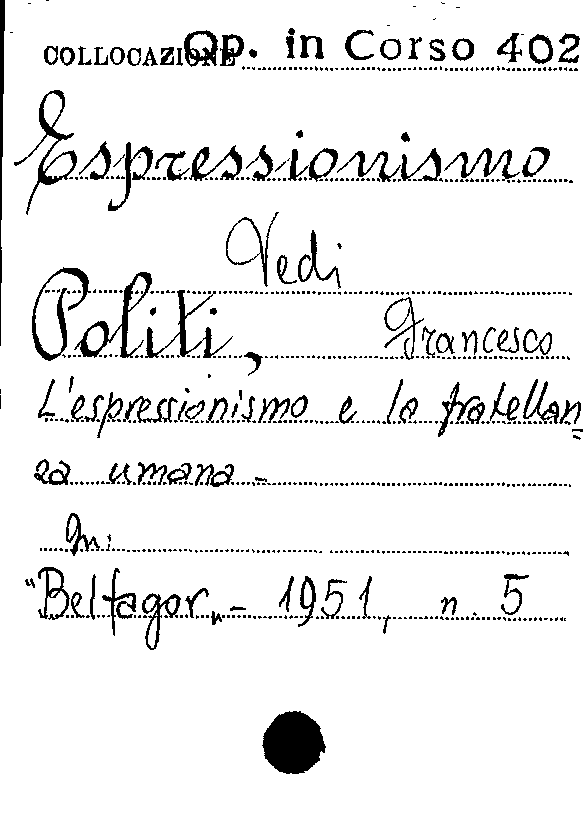 COLLOCAZIONE Op. in Corso 402
Espressionismo
Vedi
Politi, Francesco
L'espressionismo e la fratellan=
za umana -
In:
"Belfagor" - 1951, n. 5